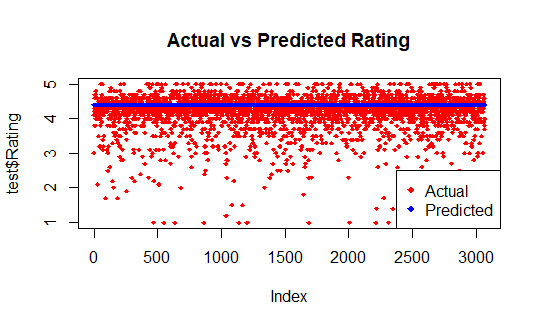 Actual vs Predicted Rating
test$Rating
5
4
3
2
1
Actual
Predicted
0 500 1000 1500 2000 2500 3000
Index